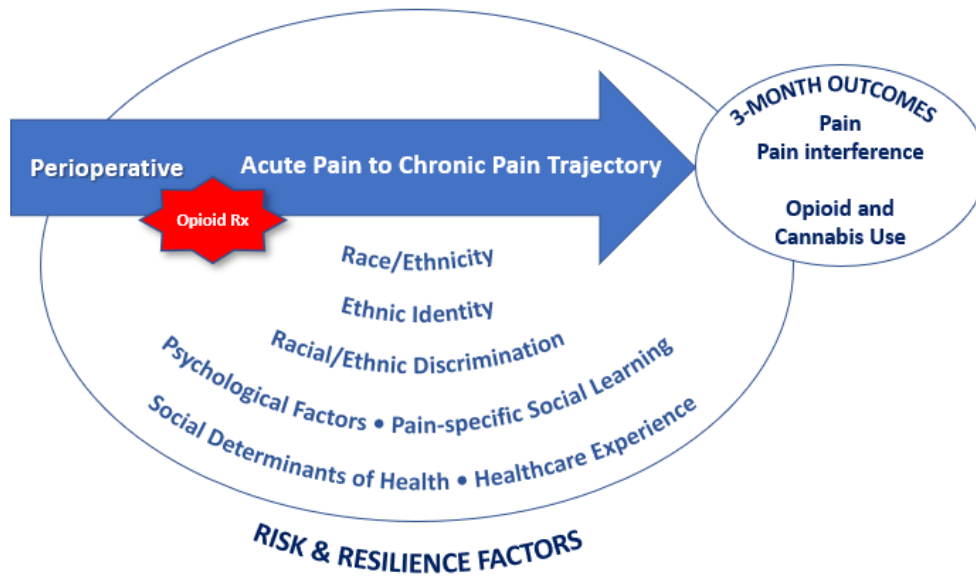 3-MONTH OUTCOMES
Pain
Pain interference
Opioid and
Cannabis Use
Perioperative
Acute Pain to Chronic Pain Trajectory
Opioid Rx
Race/Ethnicity
Ethnic Identity
Racial/Ethnic Discrimination
Psychological Factors • Pain-specific Social Learning
Social Determinants of Health • Healthcare Experience
RISK & RESILIENCE FACTORS